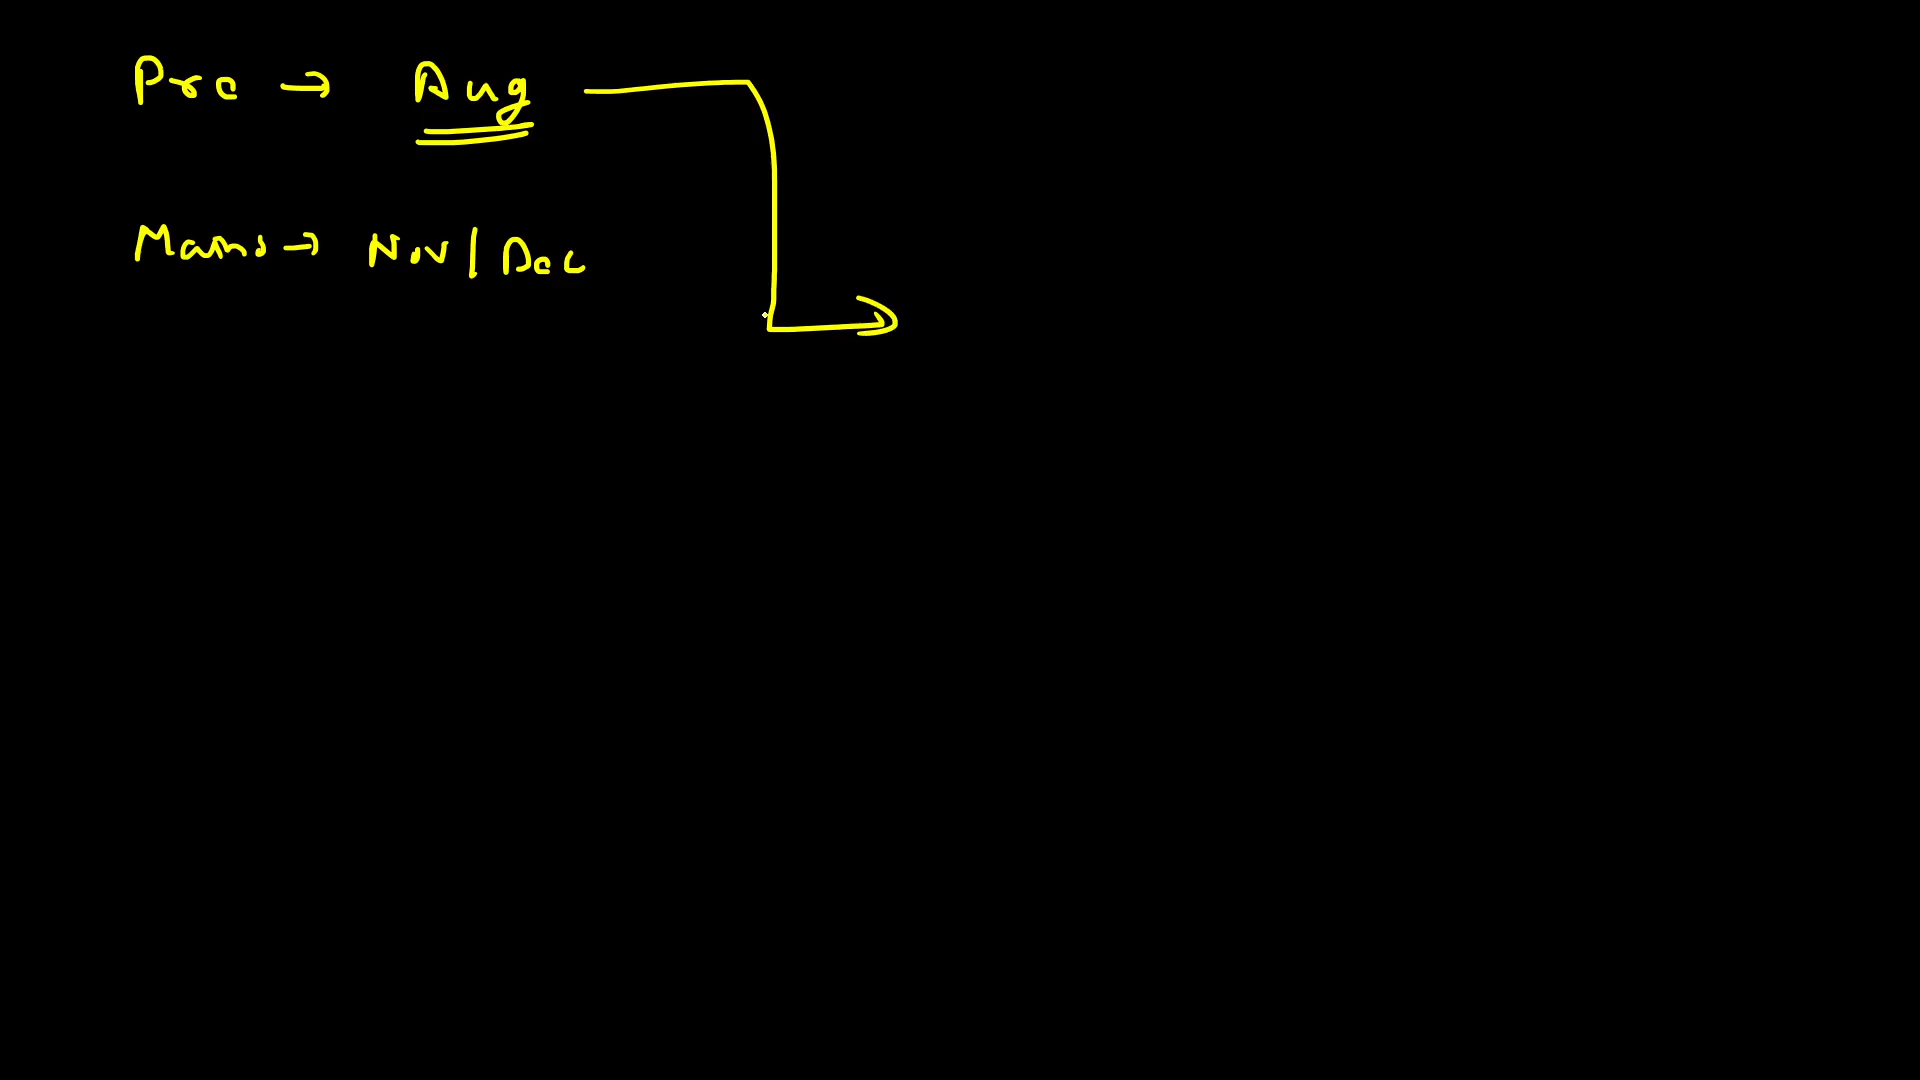 Pre → Aug
Mains → Nov/Dec